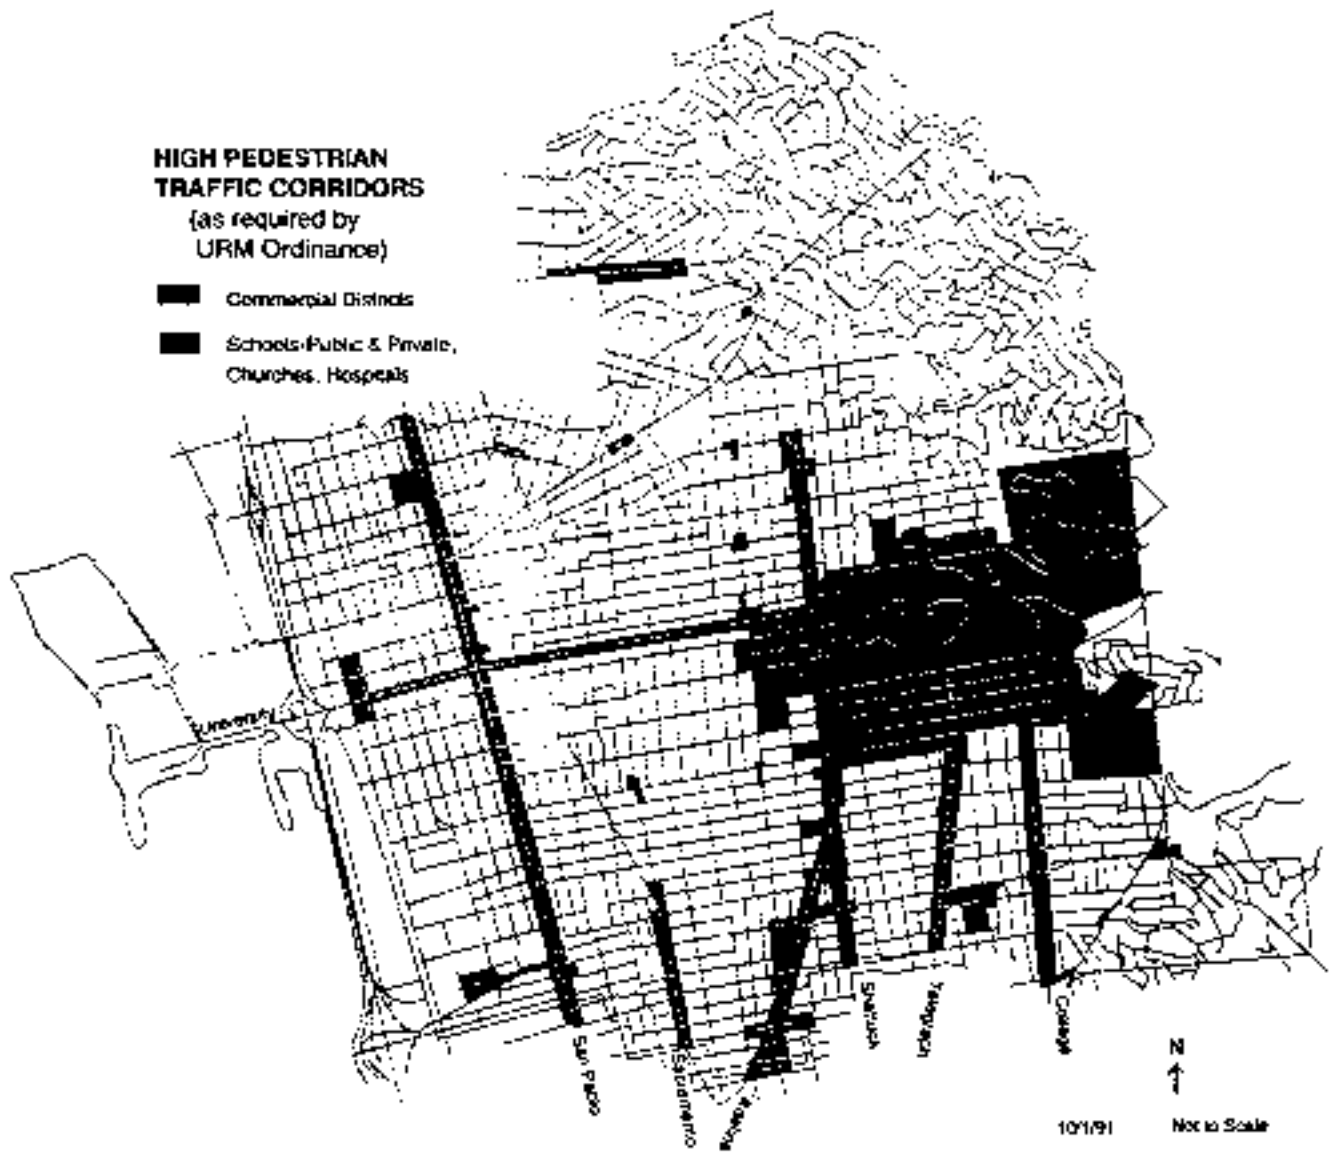 HIGH PEDESTRIAN
TRAFFIC CORRIDORS
(as required by
URM Ordinance)
Commercial Districts
Schools-Public & Private,
Churches, Hospitals
University
San Pablo
Sacramento
Adeline
Shattuck
Telegraph
College
N
10/1/91
Not to Scale